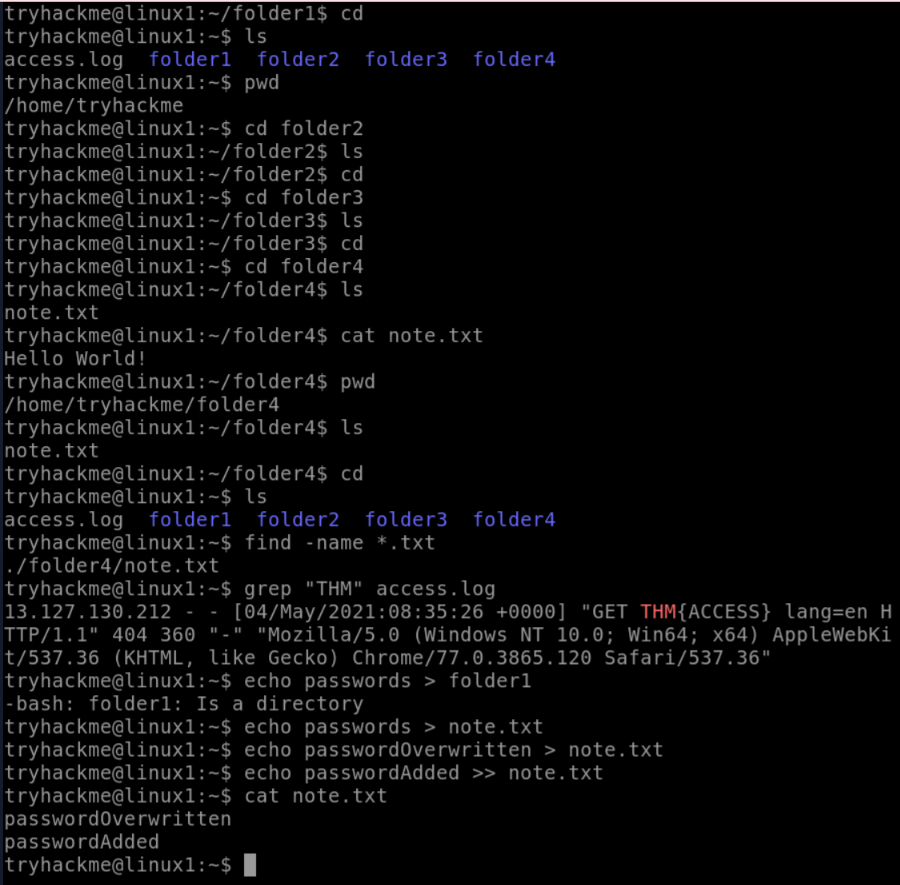 tryhackme@linux1:~/folder1$ cd
tryhackme@linux1:~$ ls
access.log  folder1  folder2  folder3  folder4
tryhackme@linux1:~$ pwd
/home/tryhackme
tryhackme@linux1:~$ cd folder2
tryhackme@linux1:~/folder2$ ls
tryhackme@linux1:~/folder2$ cd
tryhackme@linux1:~$ cd folder3
tryhackme@linux1:~/folder3$ ls
tryhackme@linux1:~/folder3$ cd
tryhackme@linux1:~$ cd folder4
tryhackme@linux1:~/folder4$ ls
note.txt
tryhackme@linux1:~/folder4$ cat note.txt
Hello World!
tryhackme@linux1:~/folder4$ pwd
/home/tryhackme/folder4
tryhackme@linux1:~/folder4$ ls
note.txt
tryhackme@linux1:~/folder4$ cd
tryhackme@linux1:~$ ls
access.log  folder1  folder2  folder3  folder4
tryhackme@linux1:~$ find -name *.txt
./folder4/note.txt
tryhackme@linux1:~$ grep "THM" access.log
13.127.130.212 - - [04/May/2021:08:35:26 +0000] "GET THM{ACCESS} lang=en H
TTP/1.1" 404 360 "-" "Mozilla/5.0 (Windows NT 10.0; Win64; x64) AppleWebKi
t/537.36 (KHTML, like Gecko) Chrome/77.0.3865.120 Safari/537.36"
tryhackme@linux1:~$ echo passwords > folder1
-bash: folder1: Is a directory
tryhackme@linux1:~$ echo passwords > note.txt
tryhackme@linux1:~$ echo passwordOverwritten > note.txt
tryhackme@linux1:~$ echo passwordAdded >> note.txt
tryhackme@linux1:~$ cat note.txt
passwordOverwritten
passwordAdded
tryhackme@linux1:~$